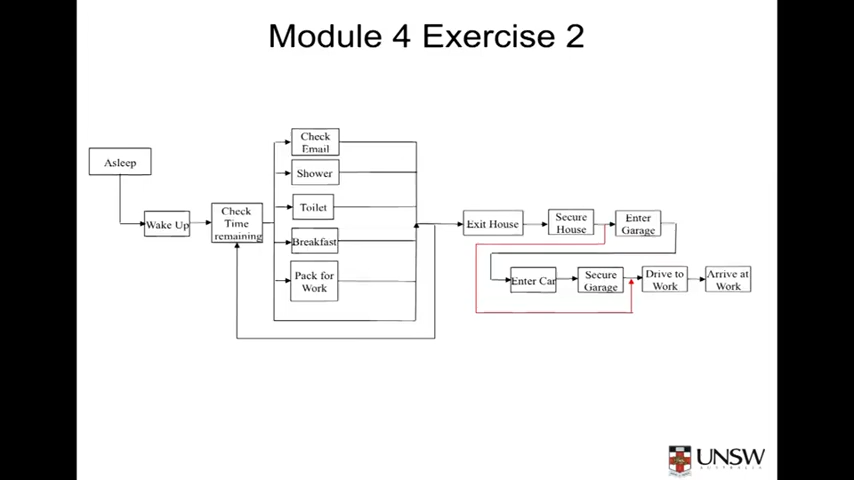 Module 4 Exercise 2
Check
Email
Asleep
Shower
Toilet
Check
Time
remaining
Wake Up
Breakfast
Pack for
Work
Exit House
Secure
House
Enter
Garage
Enter Car
Secure
Garage
Drive to
Work
Arrive at
Work
UNSW
AUSTRALIA